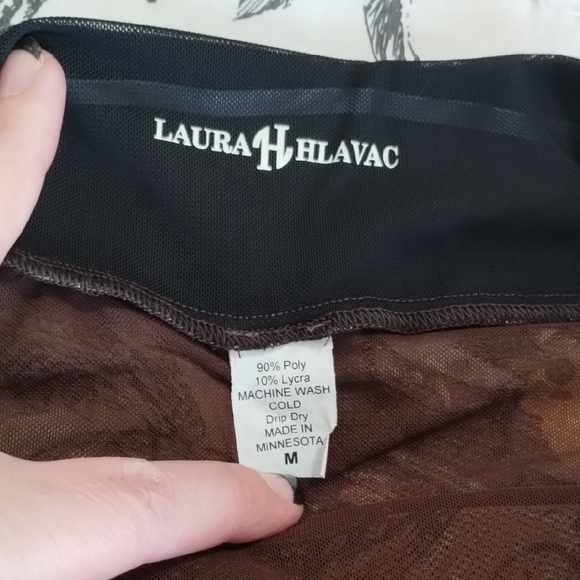 LAURA H HLAVAC
90% Poly
10% Lycra
MACHINE WASH
COLD
Drip Dry
MADE IN
MINNESOTA
M